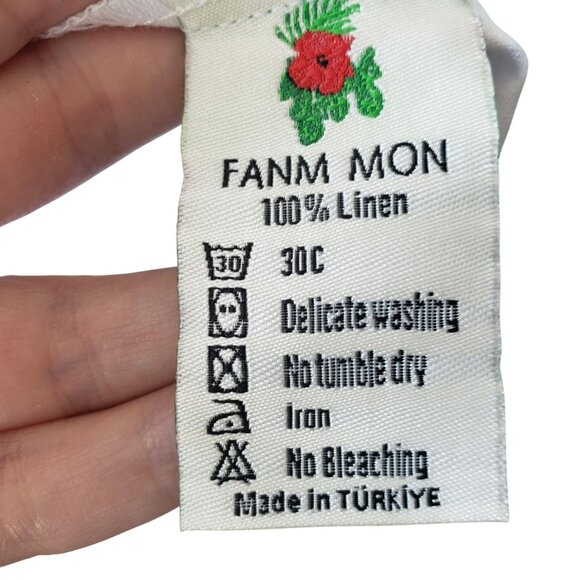 FANM MON
100% Linen
30 30C
Delicate washing
No tumble dry
Iron
No Bleaching
Made in TÜRKİYE